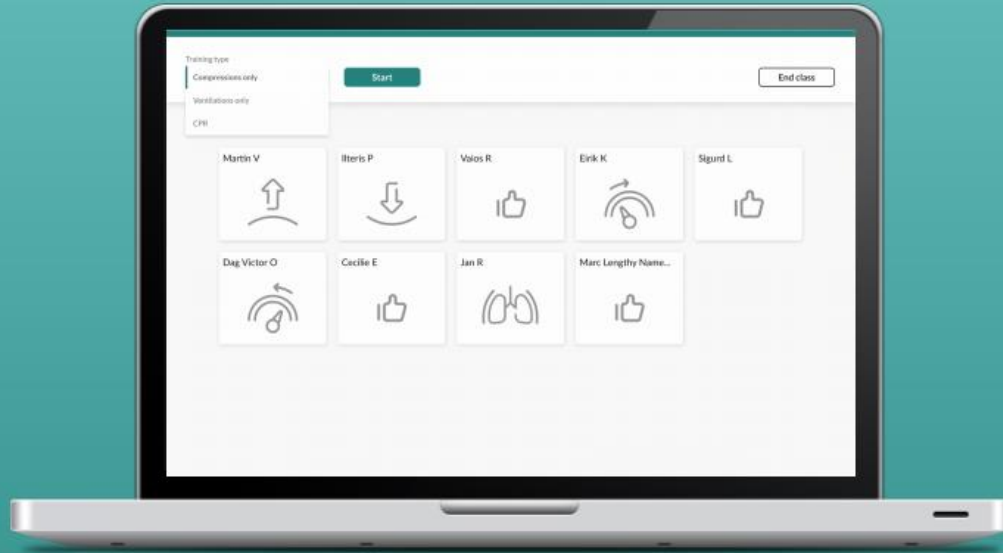 Training type
Compressions only
Start
End class
Ventilations only
CPR
Martin V
Ilteris P
Vaios R
Eirik K
Sigurd L
Dag Victor O
Cecilie E
Jan R
Marc Lengthy Name...